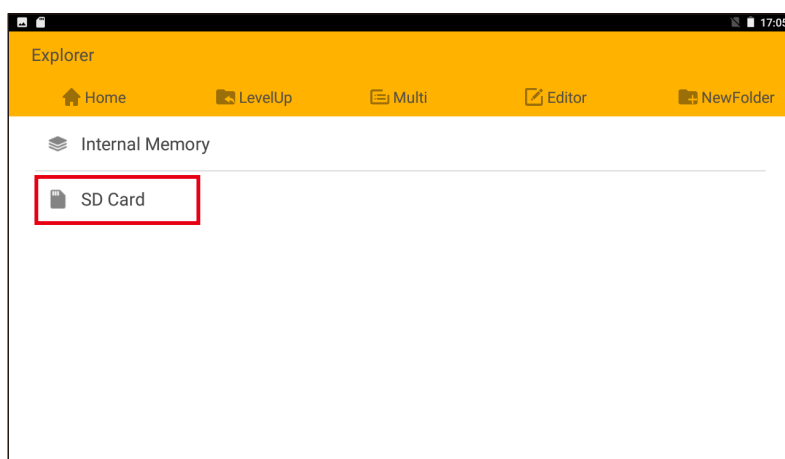 17:05
Explorer
Home LevelUp Multi Editor NewFolder
Internal Memory
SD Card